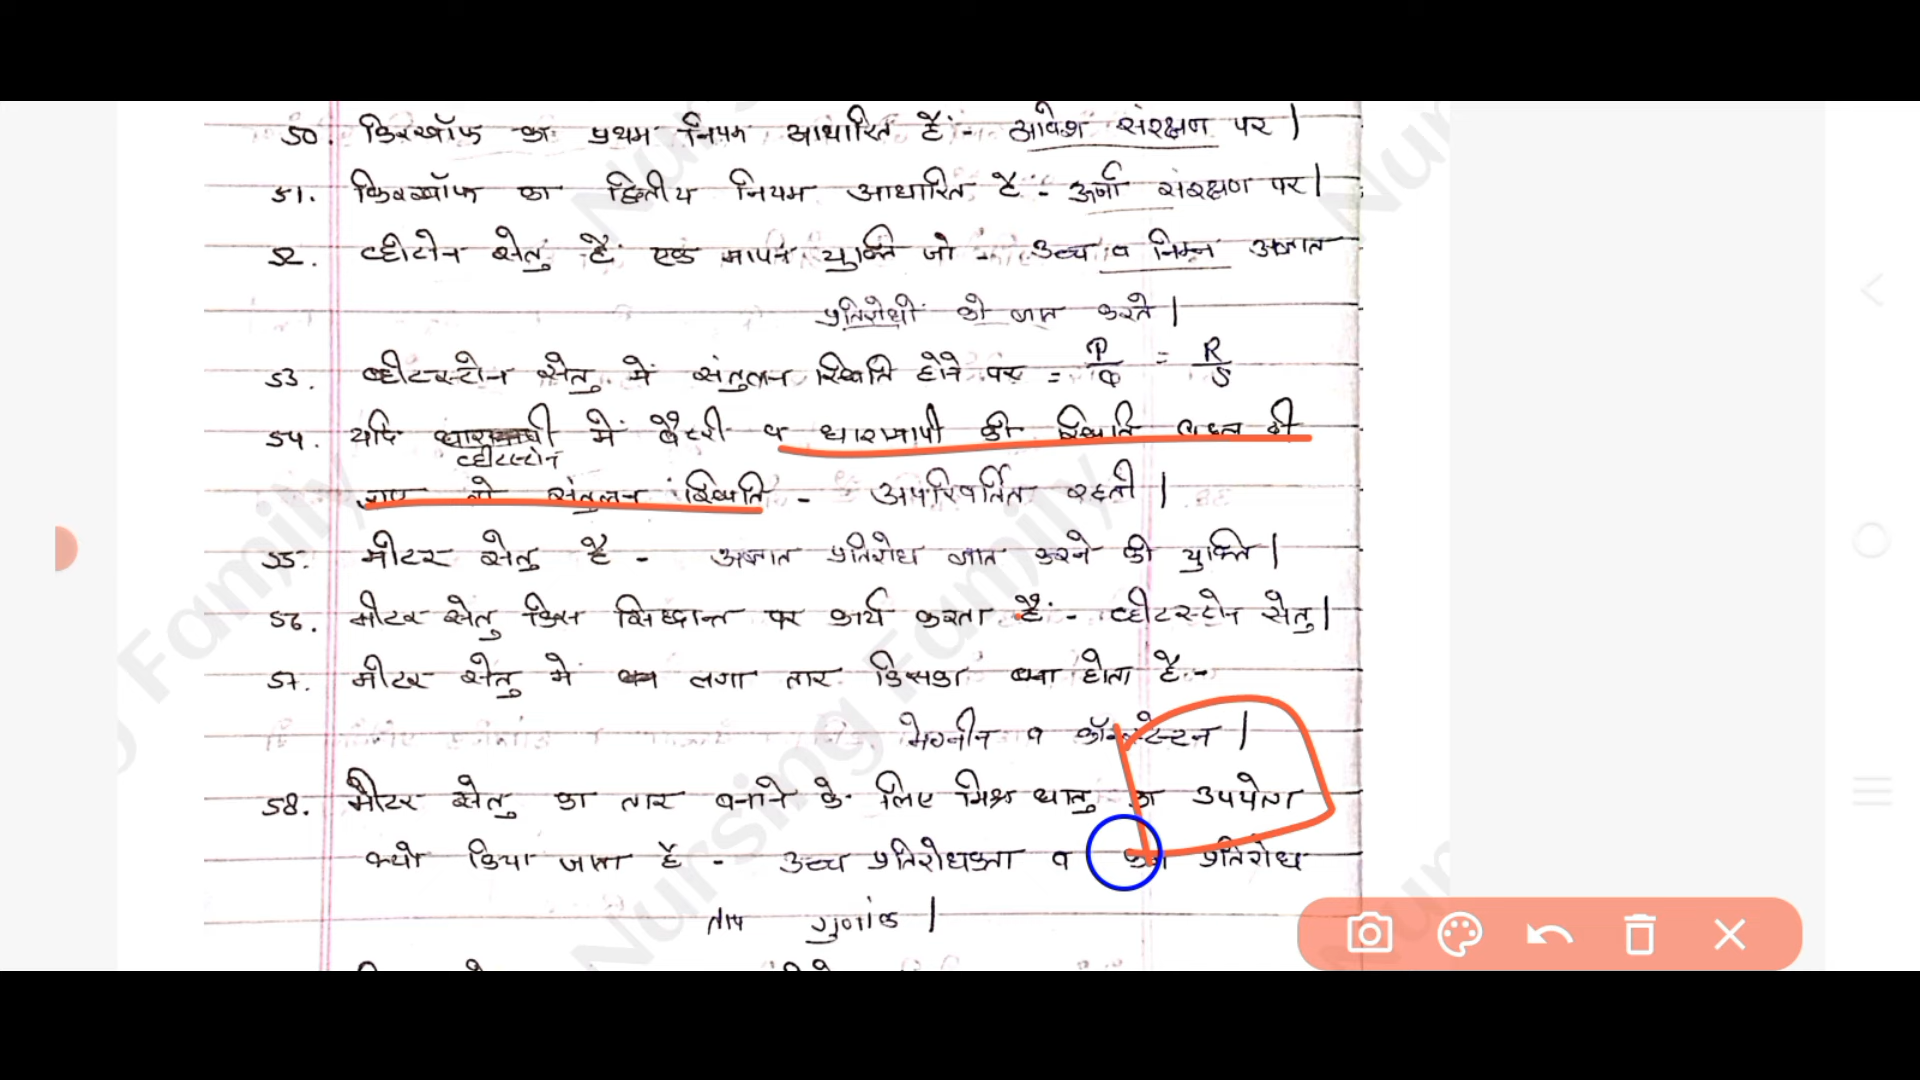 50. किरखॉफ का प्रथम नियम आधारित है - आवेश संरक्षण पर |
51. किरखॉफ का द्वितीय नियम आधारित है - ऊर्जा संरक्षण पर |
52. व्हीटोन सेतु है एक मापन युक्ति जो - उच्च व निम्न अज्ञात
प्रतिरोधो को ज्ञात करते |
53. व्हीटस्टोन सेतु में संतुलन स्थिति होने पर = P/Q = R/S
54. यदि में बैटरी व धारामापी की स्थिति बदल दी
व्हीटस्टोन
जाए तो संतुलन स्थिति - अपरिवर्तित रहती |
55. मीटर सेतु है - अज्ञात प्रतिरोध ज्ञात करने की युक्ति |
56. मीटर सेतु किस सिद्धान्त पर कार्य करता है - व्हीटस्टोन सेतु |
57. मीटर सेतु में लगा तार किसका बना होता है -
मेग्नीन व |
58. मीटर सेतु का तार बनाने के लिए मिश्र धातु का उपयोग
क्यो किया जाता है - उच्च प्रतिरोधकता व कम प्रतिरोध
ताप गुणांक |
Nursing Family